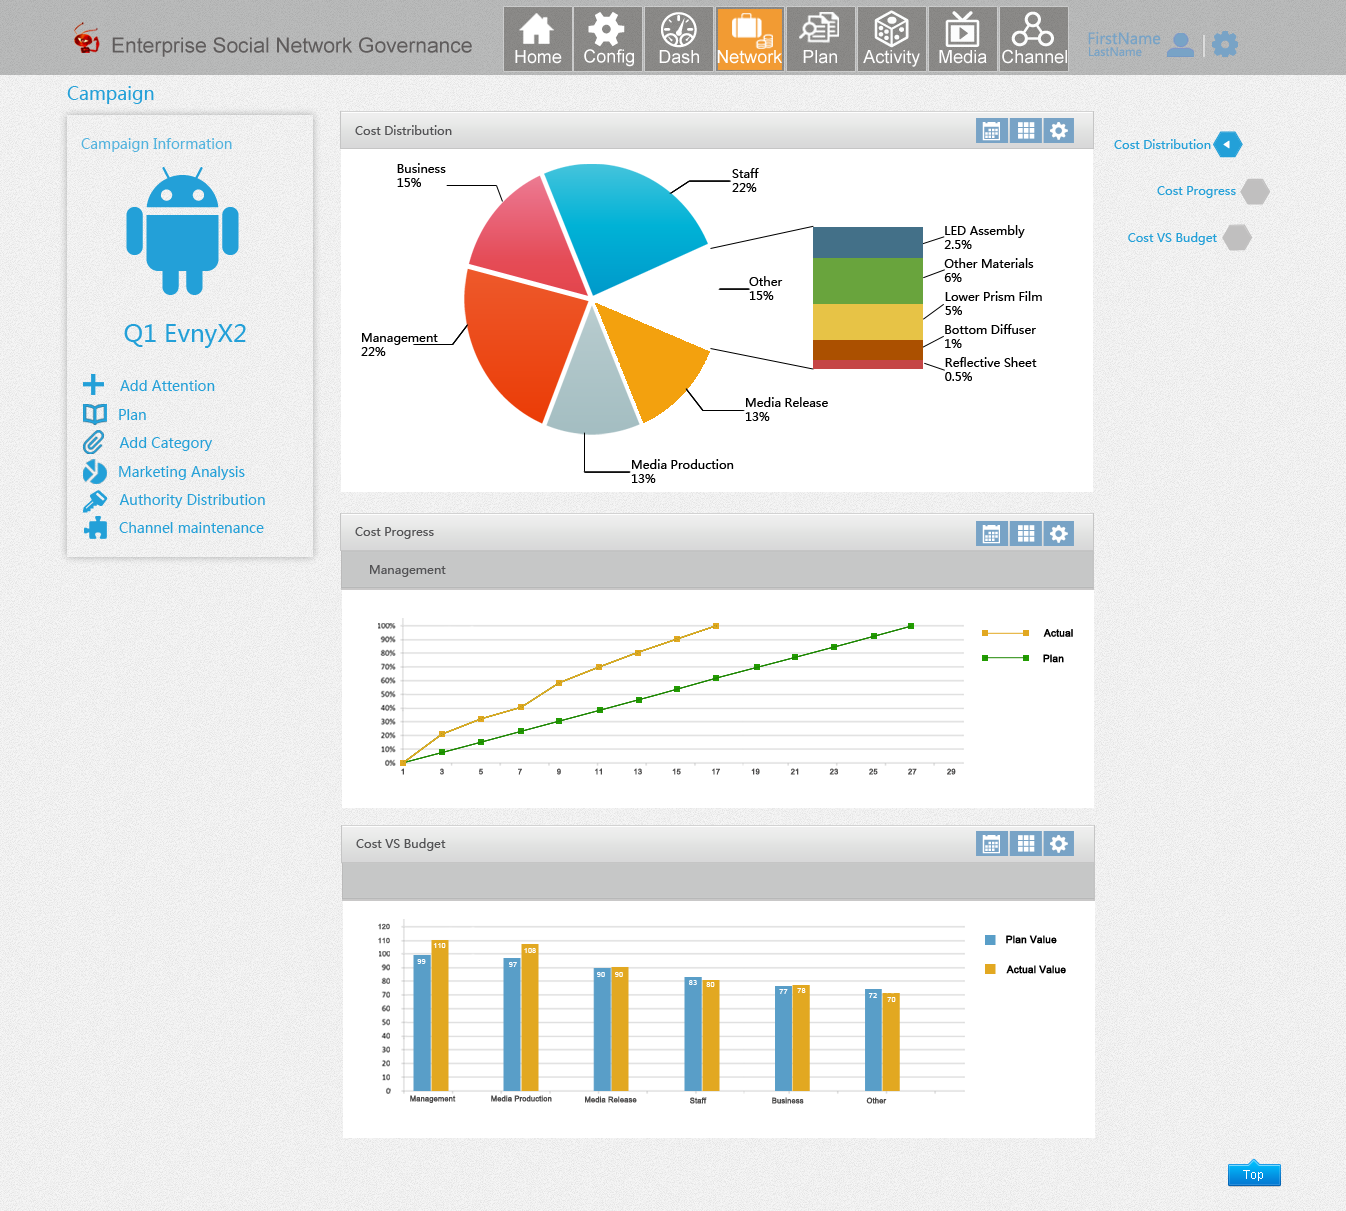 Enterprise Social Network Governance
Home
Config
Dash
Network
Plan
Activity
Media
Channel
FirstName
LastName
Campaign
Campaign Information
Q1 EvnyX2
Add Attention
Plan
Add Category
Marketing Analysis
Authority Distribution
Channel maintenance
Cost Distribution
Business
15%
Staff
22%
Other
15%
Management
22%
Media Release
13%
Media Production
13%
LED Assembly
2.5%
Other Materials
6%
Lower Prism Film
5%
Bottom Diffuser
1%
Reflective Sheet
0.5%
Cost Distribution
Cost Progress
Cost VS Budget
Cost Progress
Management
100%
90%
80%
70%
60%
50%
40%
30%
20%
10%
0%
1 3 5 7 9 11 13 15 17 19 21 23 25 27 29
Actual
Plan
Cost VS Budget
120
110
100
90
80
70
60
50
40
30
20
10
0
99 110 97 108 90 90 83 80 77 78 72 70
Management Media Production Media Release Staff Business Other
Plan Value
Actual Value
Top